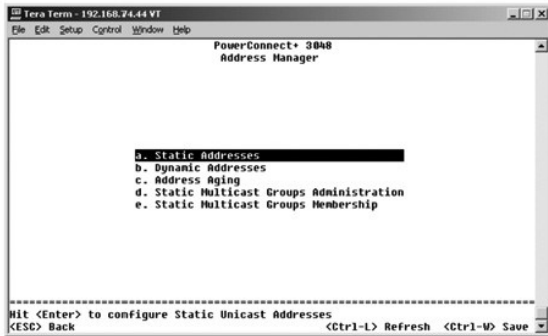 Tera Term - 192.168.74.44 VT
File Edit Setup Control Window Help
PowerConnect+ 3048
Address Manager
a. Static Addresses
b. Dynamic Addresses
c. Address Aging
d. Static Multicast Groups Administration
e. Static Multicast Groups Membership
Hit <Enter> to configure Static Unicast Addresses
<ESC> Back <Ctrl-L> Refresh <Ctrl-W> Save